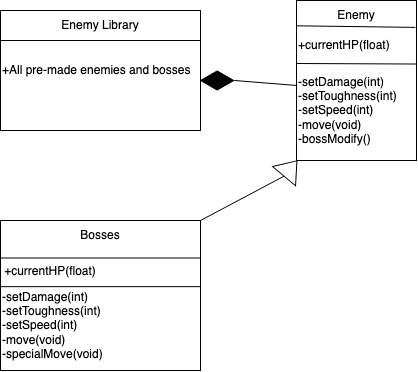 Enemy Library
+All pre-made enemies and bosses
Enemy
+currentHP(float)
-setDamage(int)
-setToughness(int)
-setSpeed(int)
-move(void)
-bossModify()
Bosses
+currentHP(float)
-setDamage(int)
-setToughness(int)
-setSpeed(int)
-move(void)
-specialMove(void)